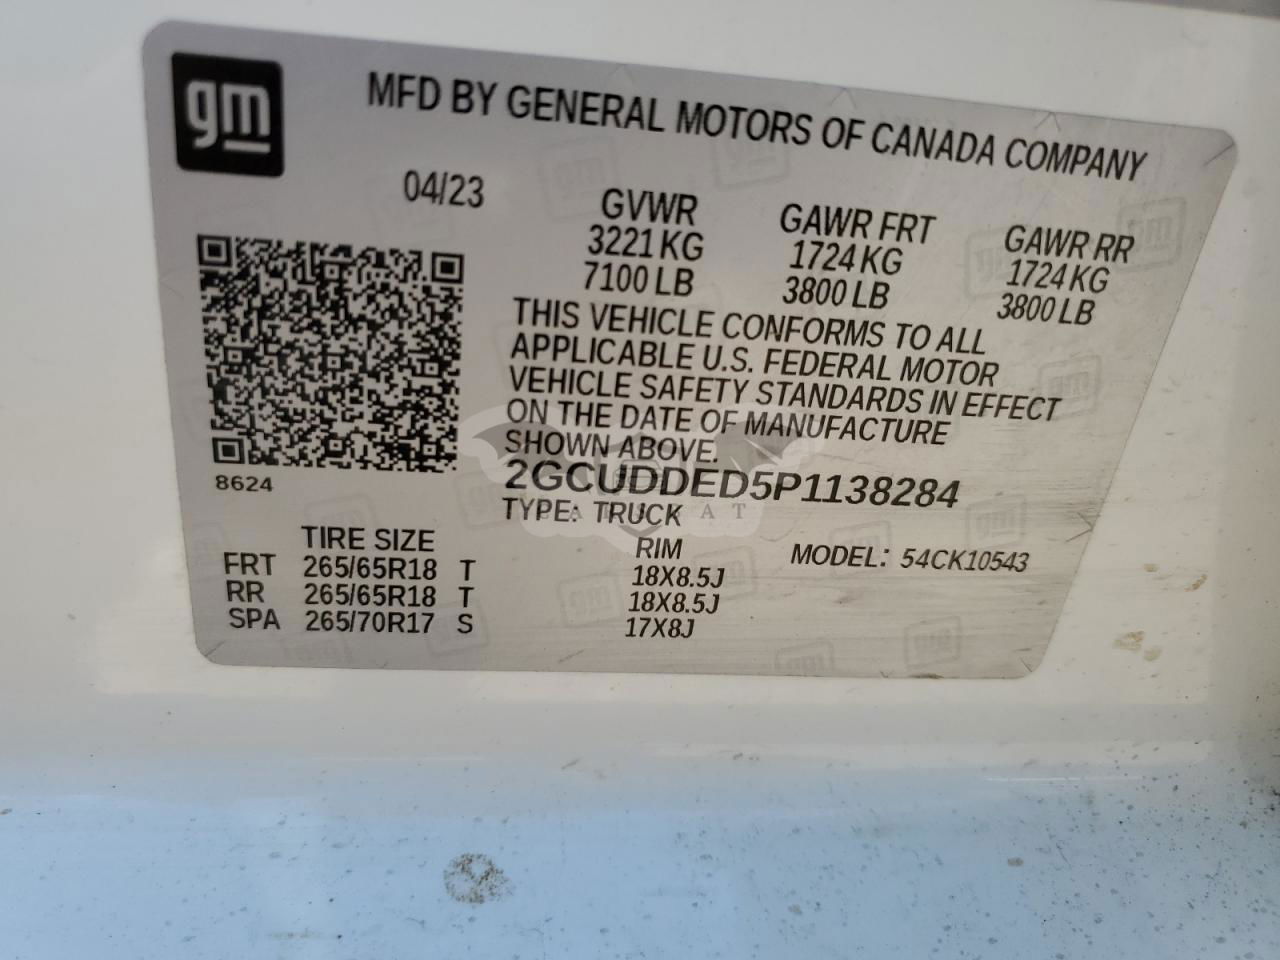 gm
MFD BY GENERAL MOTORS OF CANADA COMPANY
04/23
GVWR GAWR FRT GAWR RR
3221 KG 1724 KG 1724 KG
7100 LB 3800 LB 3800 LB
THIS VEHICLE CONFORMS TO ALL
APPLICABLE U.S. FEDERAL MOTOR
VEHICLE SAFETY STANDARDS IN EFFECT
ON THE DATE OF MANUFACTURE
SHOWN ABOVE.
2GCUDDED5P1138284
8624
TYPE: TRUCK
TIRE SIZE RIM MODEL: 54CK10543
FRT 265/65R18 T 18X8.5J
RR 265/65R18 T 18X8.5J
SPA 265/70R17 S 17X8J